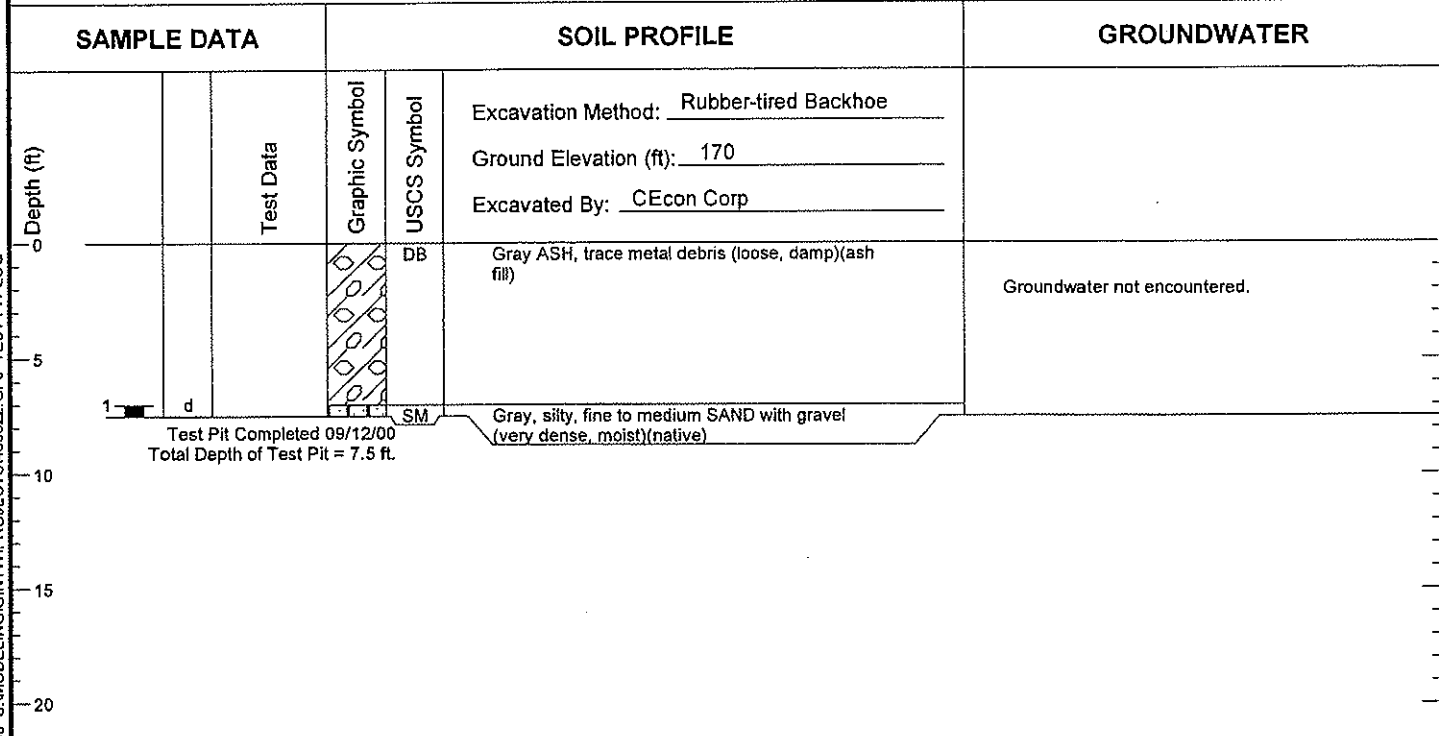 SAMPLE DATA
SOIL PROFILE
GROUNDWATER
Depth (ft)
Test Data
Graphic Symbol
USCS Symbol
Excavation Method: Rubber-tired Backhoe
Ground Elevation (ft): 170
Excavated By: CEcon Corp
0
DB
Gray ASH, trace metal debris (loose, damp)(ash
fill)
Groundwater not encountered.
5
1
d
SM
Gray, silty, fine to medium SAND with gravel
(very dense, moist)(native)
Test Pit Completed 09/12/00
Total Depth of Test Pit = 7.5 ft.
10
15
20